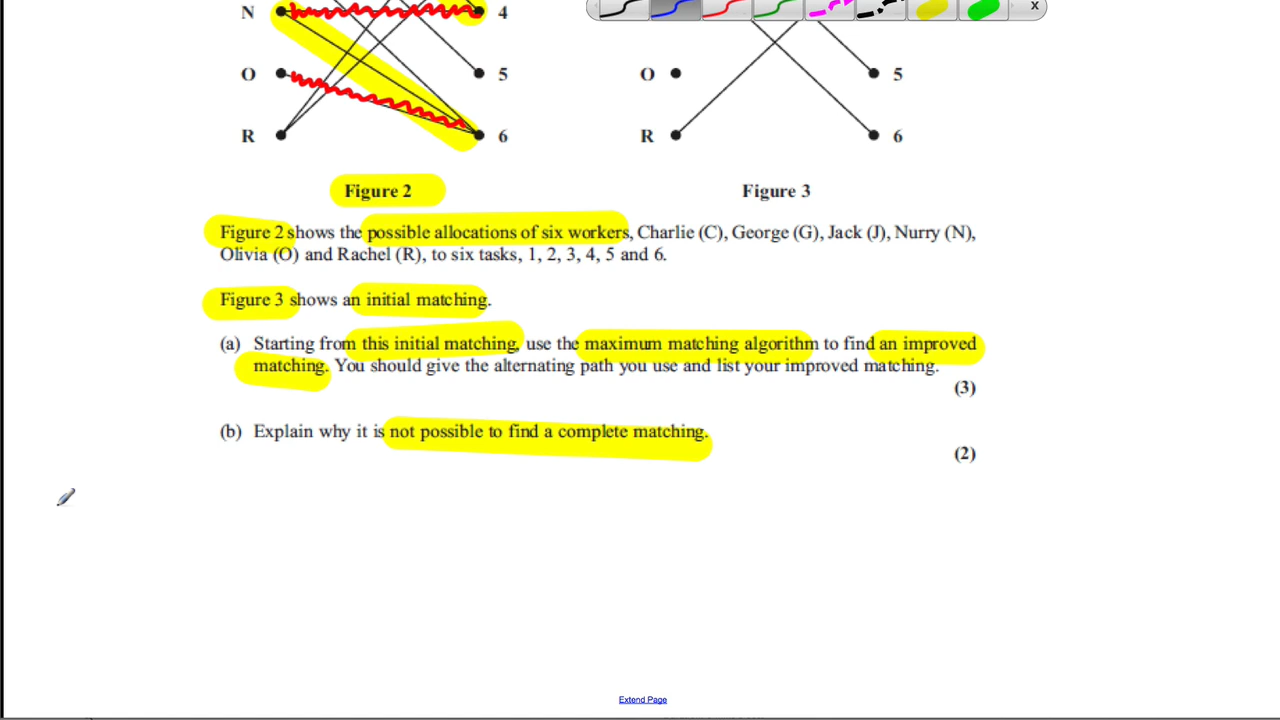 N 4
O 5 O 5
R 6 R 6
Figure 2 Figure 3
Figure 2 shows the possible allocations of six workers, Charlie (C), George (G), Jack (J), Nurry (N),
Olivia (O) and Rachel (R), to six tasks, 1, 2, 3, 4, 5 and 6.
Figure 3 shows an initial matching.
(a) Starting from this initial matching, use the maximum matching algorithm to find an improved
matching. You should give the alternating path you use and list your improved matching.
(3)
(b) Explain why it is not possible to find a complete matching.
(2)
Extend Page
x